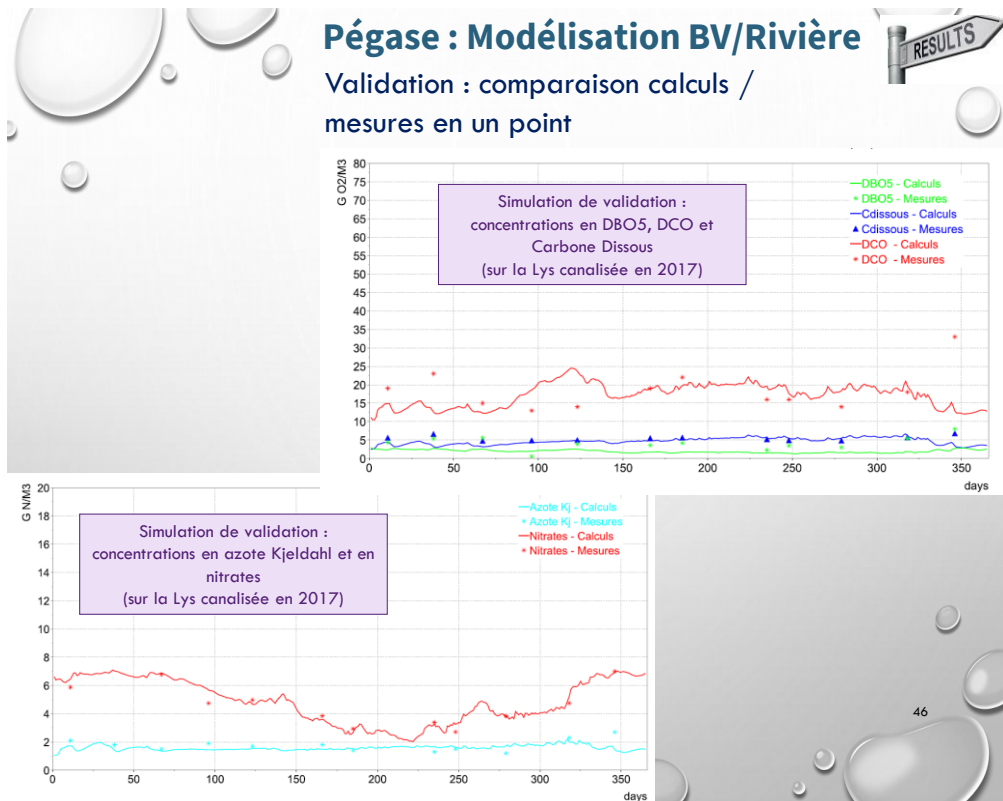 Pégase : Modélisation BV/Rivière
RESULTS
Validation : comparaison calculs /
mesures en un point
G O2/M3
80
75
70
65
60
55
50
45
40
35
30
25
20
15
10
5
0
Simulation de validation :
concentrations en DBO5, DCO et
Carbone Dissous
(sur la Lys canalisée en 2017)
DBO5 - Calculs
DBO5 - Mesures
Cdissous - Calculs
Cdissous - Mesures
DCO - Calculs
DCO - Mesures
0 50 100 150 200 250 300 350
days
G N/M3
20
18
16
14
12
10
8
6
4
2
0
Simulation de validation :
concentrations en azote Kjeldahl et en
nitrates
(sur la Lys canalisée en 2017)
Azote Kj - Calculs
Azote Kj - Mesures
Nitrates - Calculs
Nitrates - Mesures
0 50 100 150 200 250 300 350
days
46